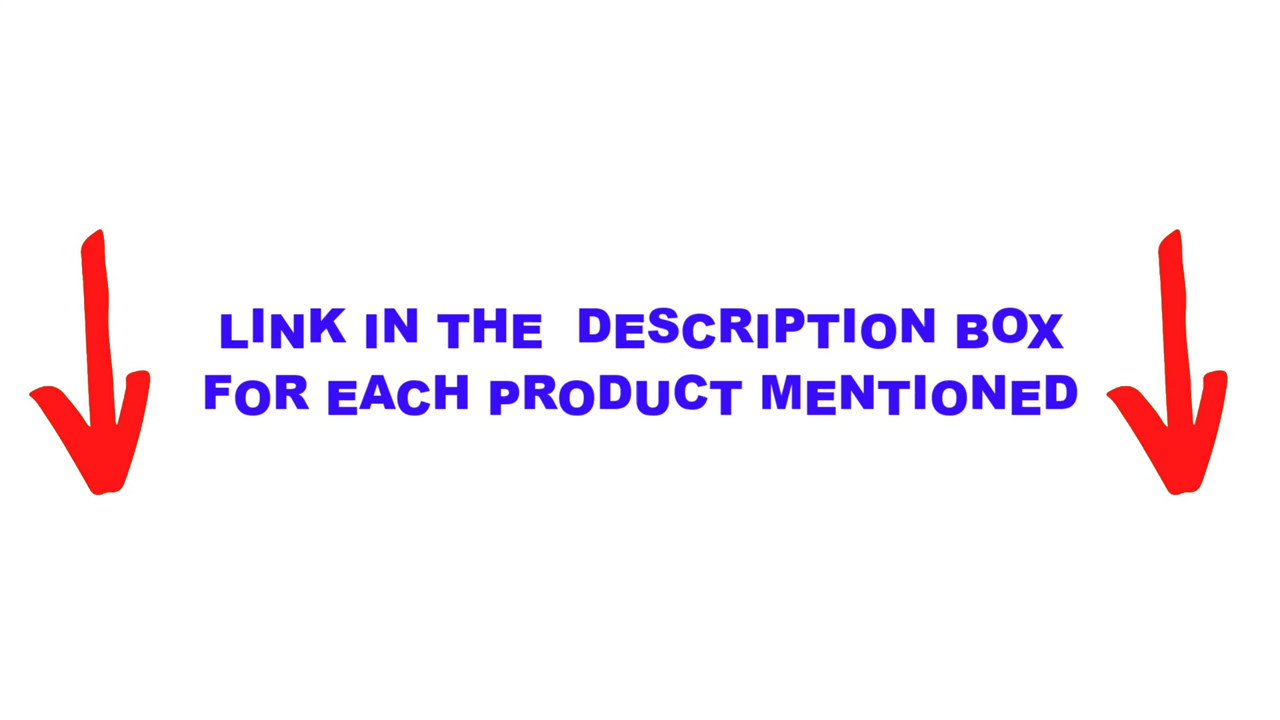 LINK IN THE DESCRIPTION BOX
FOR EACH PRODUCT MENTIONED